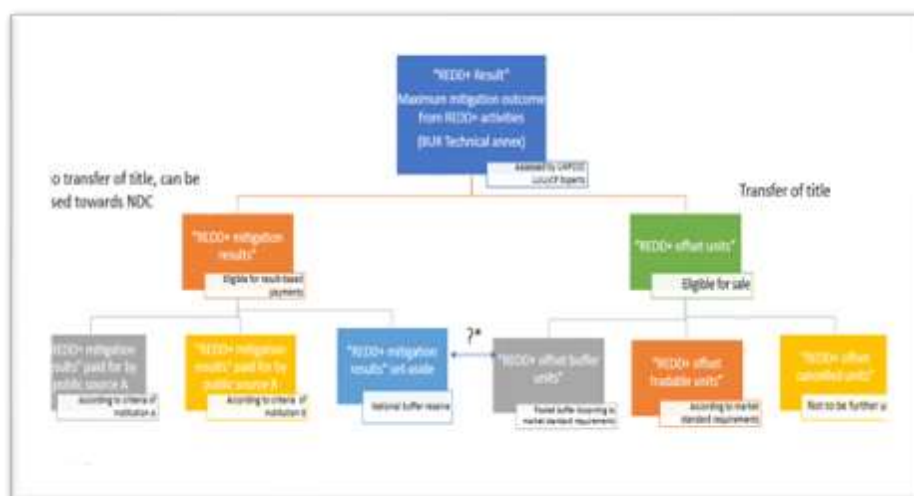 "REDD+ Result"
Maximum mitigation outcome
from REDD+ activities
(BUR Technical annex)
Assessed by UNFCCC
LULUCF Experts
o transfer of title, can be
sed towards NDC
Transfer of title
"REDD+ mitigation
results"
Eligible for result-based
payments
"REDD+ offset units"
Eligible for sale
REDD+ mitigation
sults" paid for by
public source A
According to criteria of
institution A
"REDD+ mitigation
results" paid for by
public source A
According to criteria of
institution B
"REDD+ mitigation
results" set-aside
National buffer reserve
?*
"REDD+ offset buffer
units"
Pooled buffer according to
market standard requirements
"REDD+ offset
tradable units"
According to market
standard requirements
"REDD+ offset
cancelled units"
Not to be further u